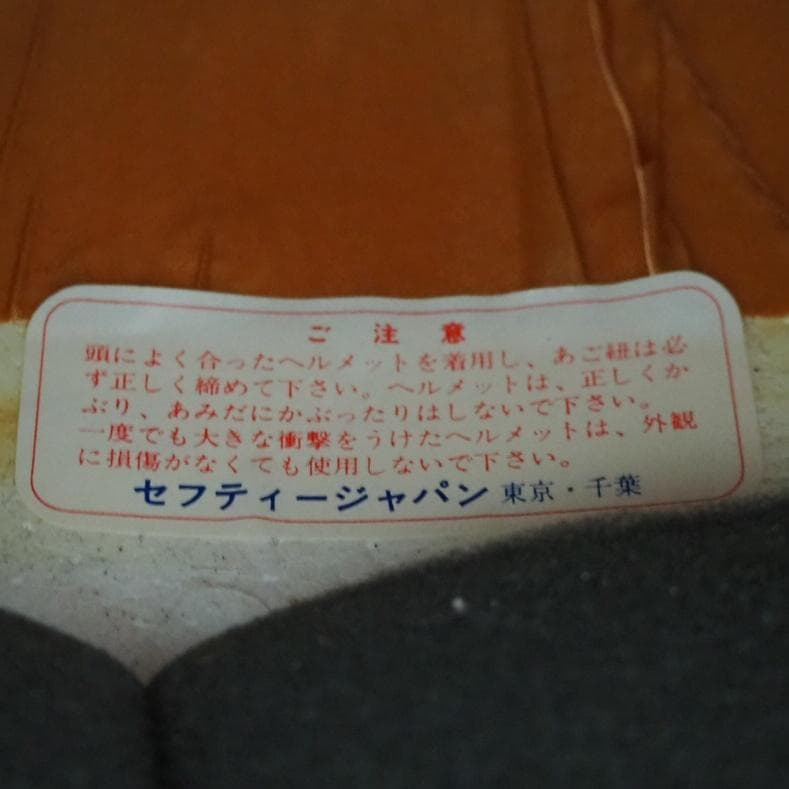 ご注意
頭によく合ったヘルメットを着用し、あご紐は必
ず正しく締めて下さい。ヘルメットは、正しくか
ぶり、あみだにかぶったりはしないで下さい。
一度でも大きな衝撃をうけたヘルメットは、外観
に損傷がなくても使用しないで下さい。
セフティージャパン 東京・千葉